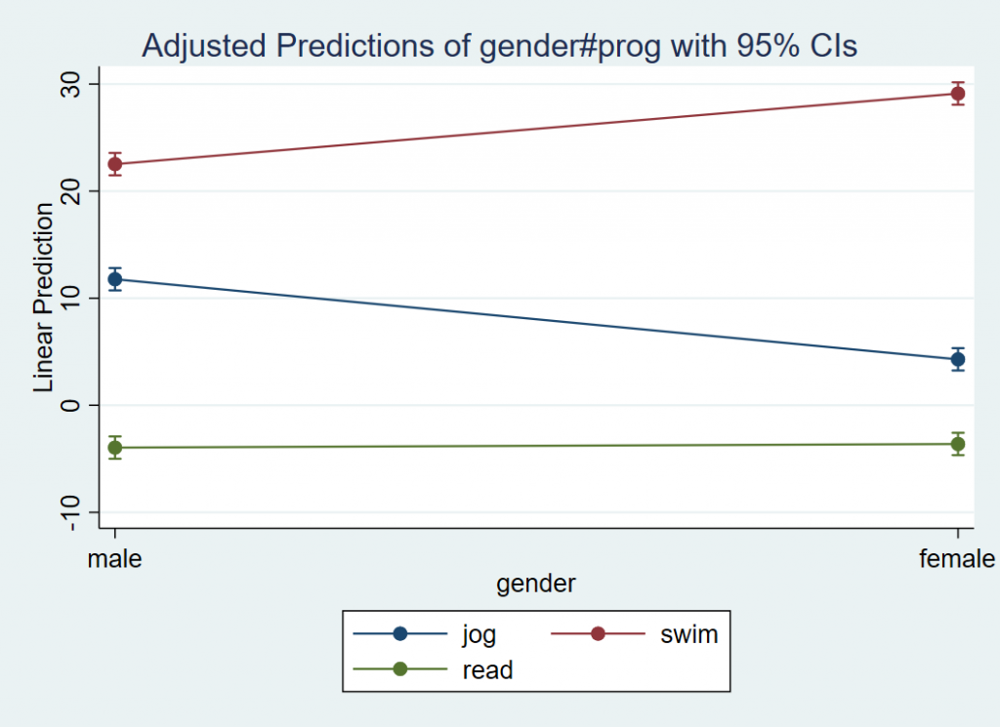 Adjusted Predictions of gender#prog with 95% CIs
Linear Prediction
30
20
10
0
-10
male
female
gender
jog
swim
read